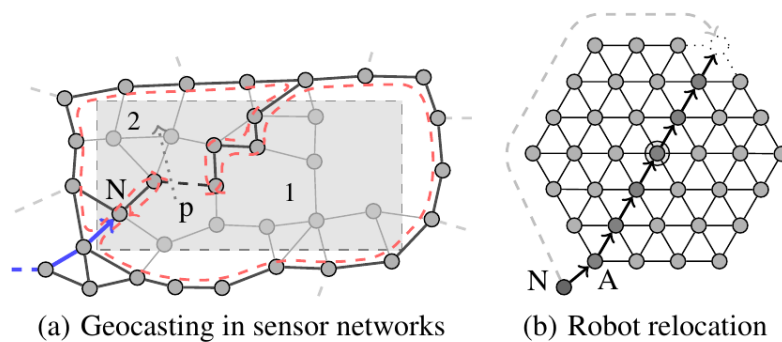 2
N
p
1
N
A
(a) Geocasting in sensor networks
(b) Robot relocation